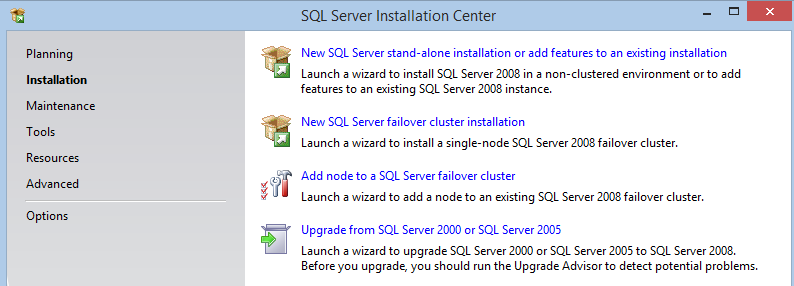 SQL Server Installation Center
Planning
Installation
Maintenance
Tools
Resources
Advanced
Options
New SQL Server stand-alone installation or add features to an existing installation
Launch a wizard to install SQL Server 2008 in a non-clustered environment or to add
features to an existing SQL Server 2008 instance.
New SQL Server failover cluster installation
Launch a wizard to install a single-node SQL Server 2008 failover cluster.
Add node to a SQL Server failover cluster
Launch a wizard to add a node to an existing SQL Server 2008 failover cluster.
Upgrade from SQL Server 2000 or SQL Server 2005
Launch a wizard to upgrade SQL Server 2000 or SQL Server 2005 to SQL Server 2008.
Before you upgrade, you should run the Upgrade Advisor to detect potential problems.